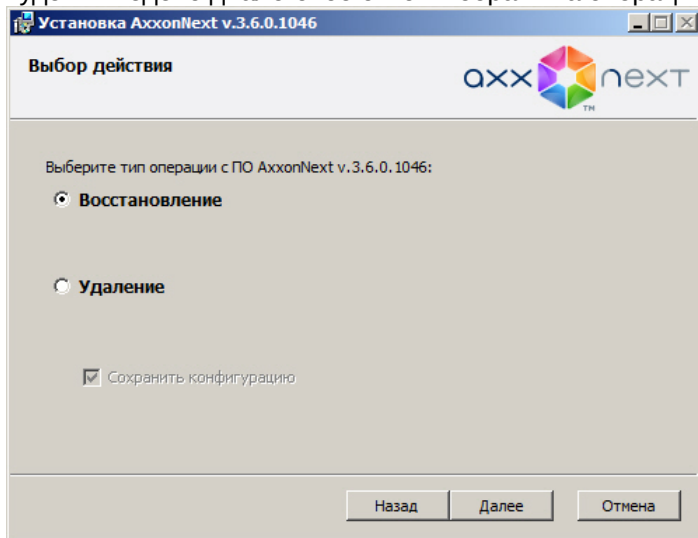 Установка AxxonNext v.3.6.0.1046
Выбор действия
axx next
TM
Выберите тип операции с ПО AxxonNext v.3.6.0.1046:
Восстановление
Удаление
Сохранить конфигурацию
Назад Далее Отмена